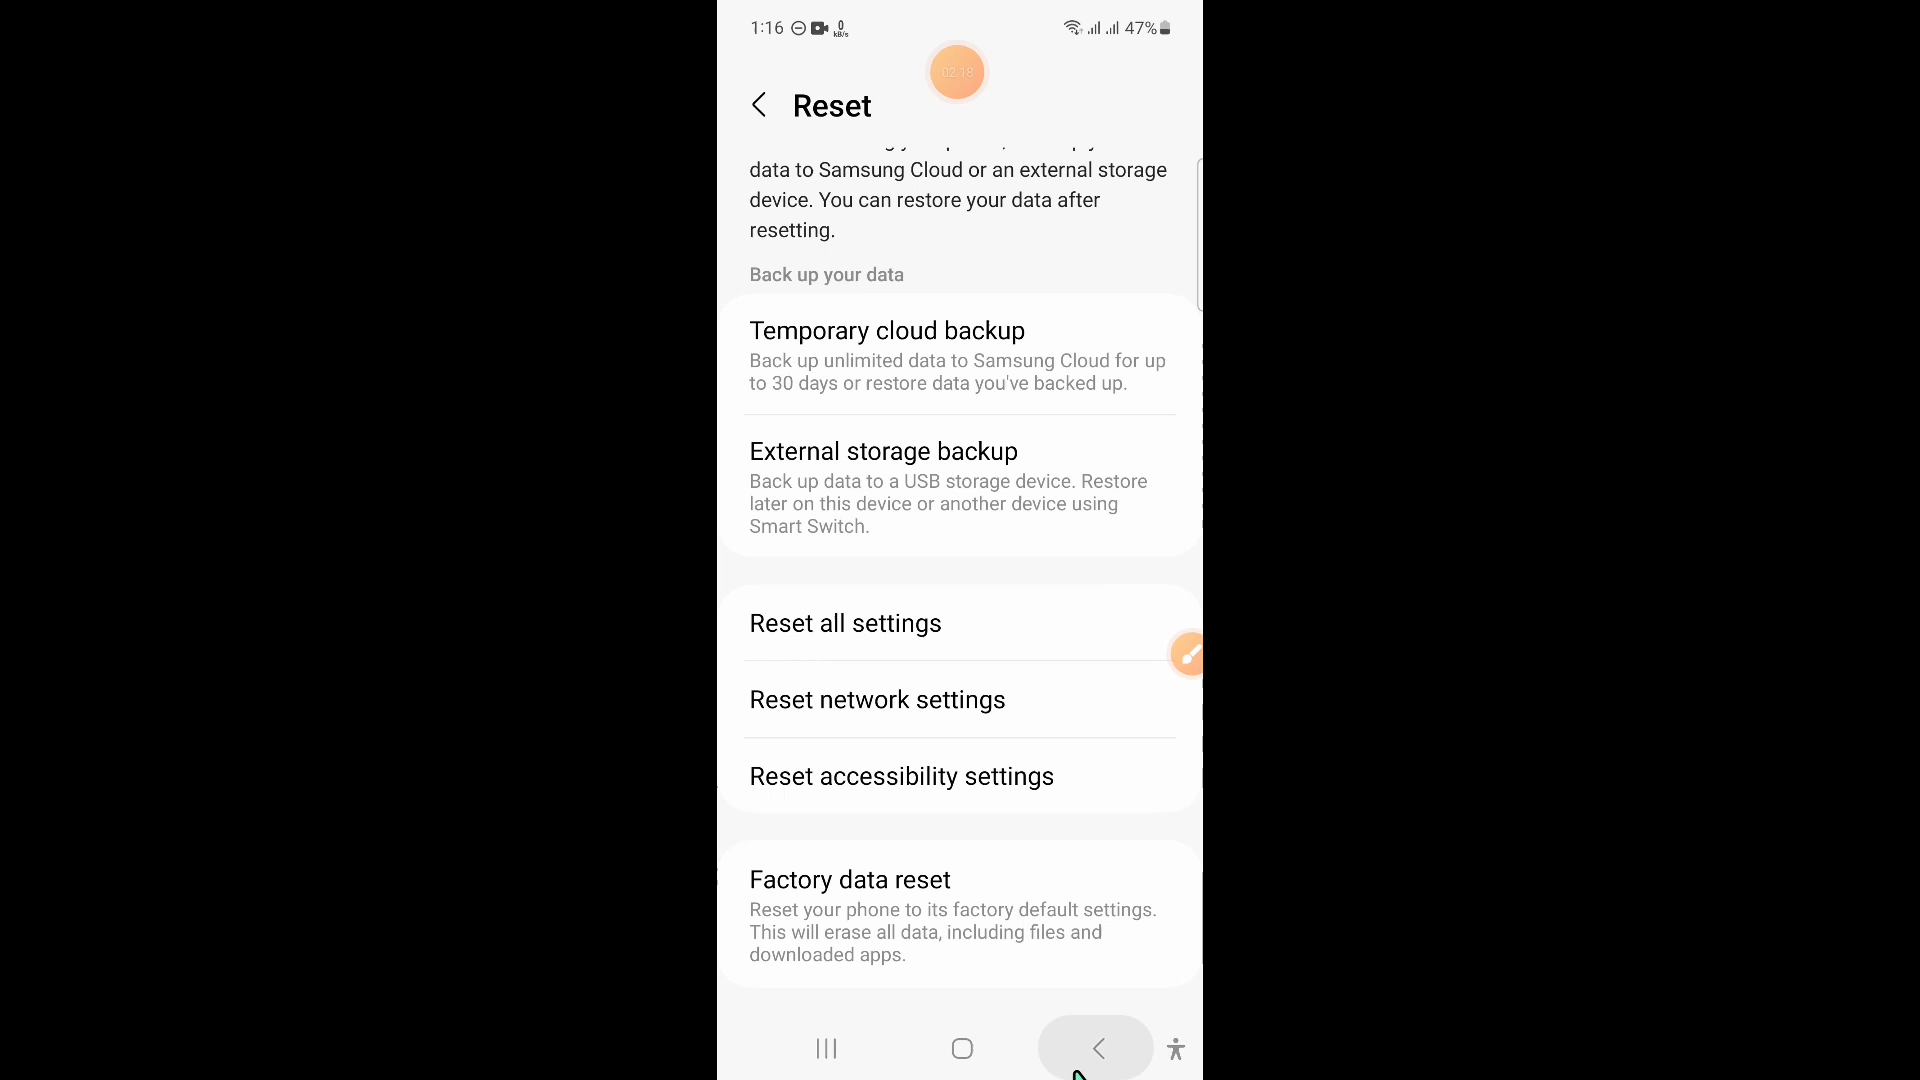 1:16 0 kB/s 47%
02:18
Reset
data to Samsung Cloud or an external storage
device. You can restore your data after
resetting.
Back up your data
Temporary cloud backup
Back up unlimited data to Samsung Cloud for up
to 30 days or restore data you've backed up.
External storage backup
Back up data to a USB storage device. Restore
later on this device or another device using
Smart Switch.
Reset all settings
Reset network settings
Reset accessibility settings
Factory data reset
Reset your phone to its factory default settings.
This will erase all data, including files and
downloaded apps.